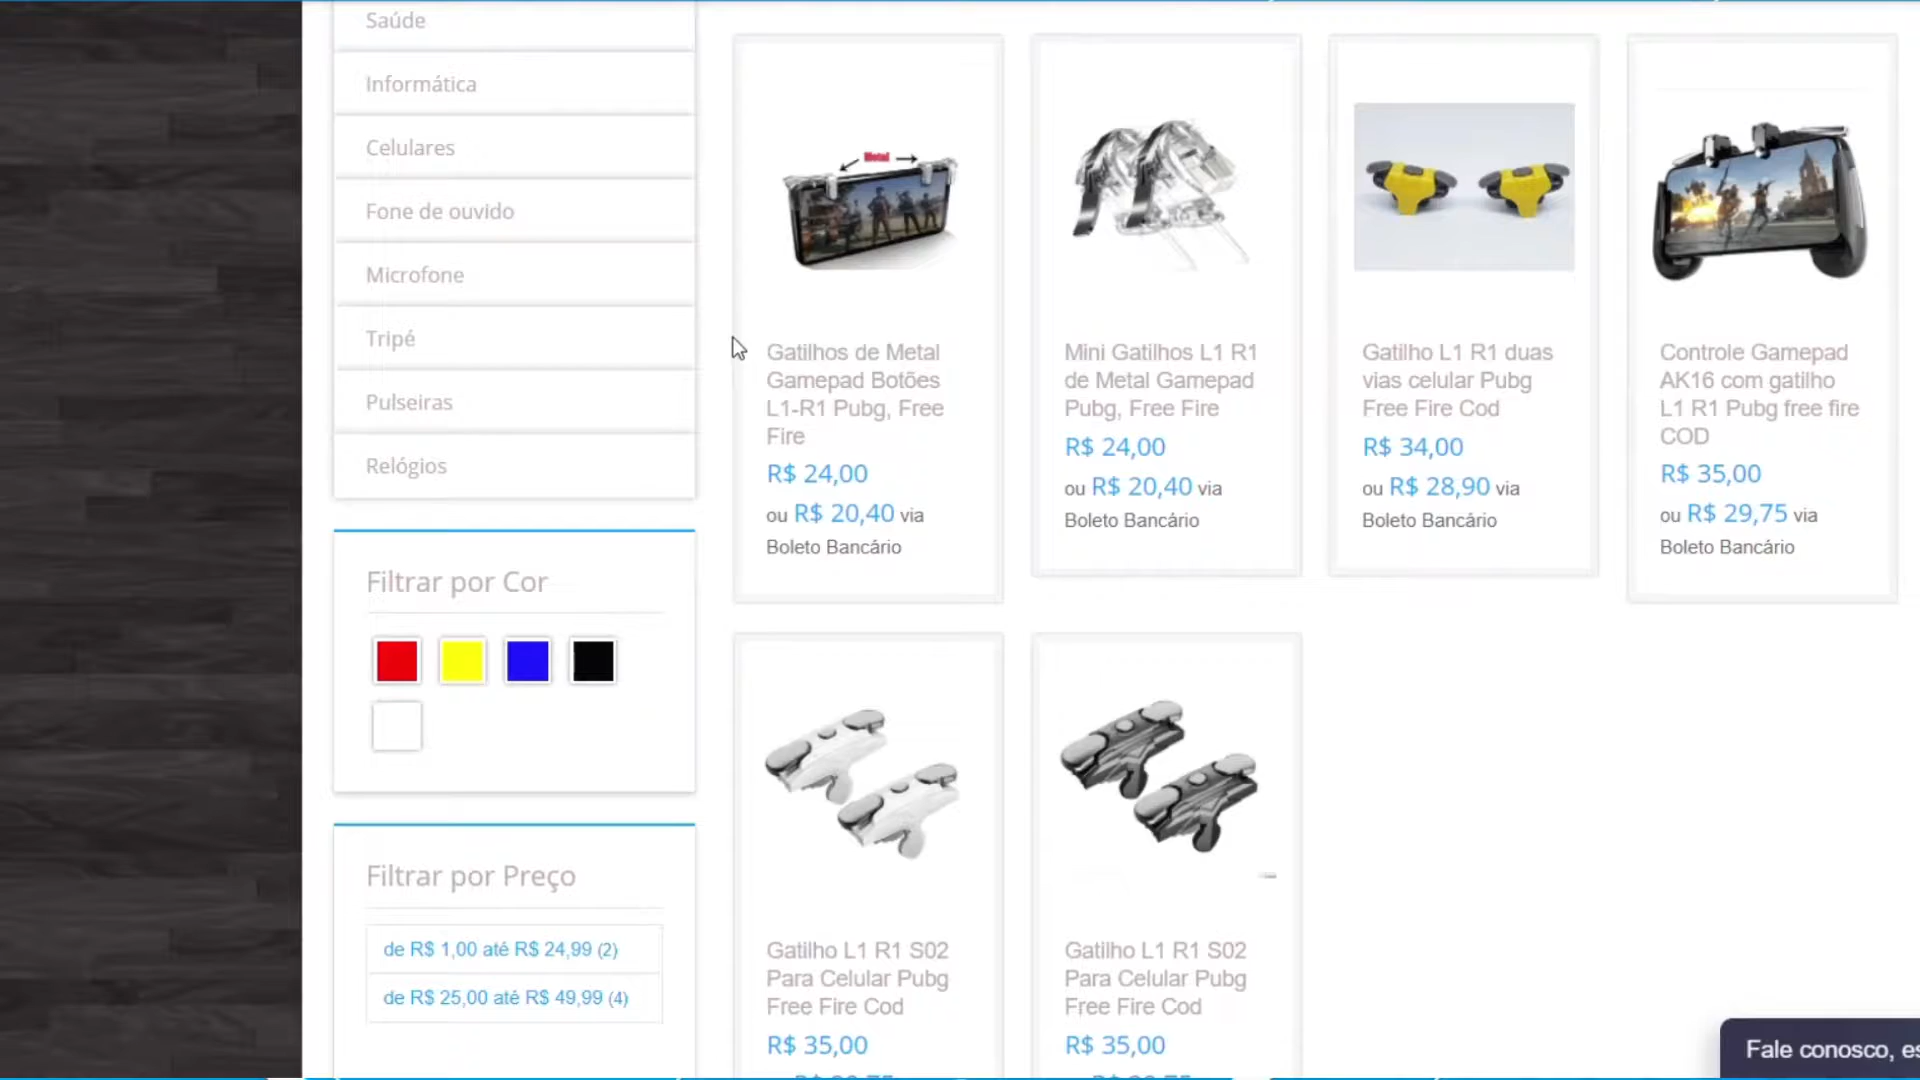 Saúde
Informática
Celulares
Fone de ouvido
Microfone
Tripé
Pulseiras
Relógios
Filtrar por Cor
Filtrar por Preço
de R$ 1,00 até R$ 24,99 (2)
de R$ 25,00 até R$ 49,99 (4)
Metal
Gatilhos de Metal
Gamepad Botões
L1-R1 Pubg, Free
Fire
R$ 24,00
ou R$ 20,40 via
Boleto Bancário
Mini Gatilhos L1 R1
de Metal Gamepad
Pubg, Free Fire
R$ 24,00
ou R$ 20,40 via
Boleto Bancário
Gatilho L1 R1 duas
vias celular Pubg
Free Fire Cod
R$ 34,00
ou R$ 28,90 via
Boleto Bancário
Controle Gamepad
AK16 com gatilho
L1 R1 Pubg free fire
COD
R$ 35,00
ou R$ 29,75 via
Boleto Bancário
Gatilho L1 R1 S02
Para Celular Pubg
Free Fire Cod
R$ 35,00
Gatilho L1 R1 S02
Para Celular Pubg
Free Fire Cod
R$ 35,00
Fale conosco,